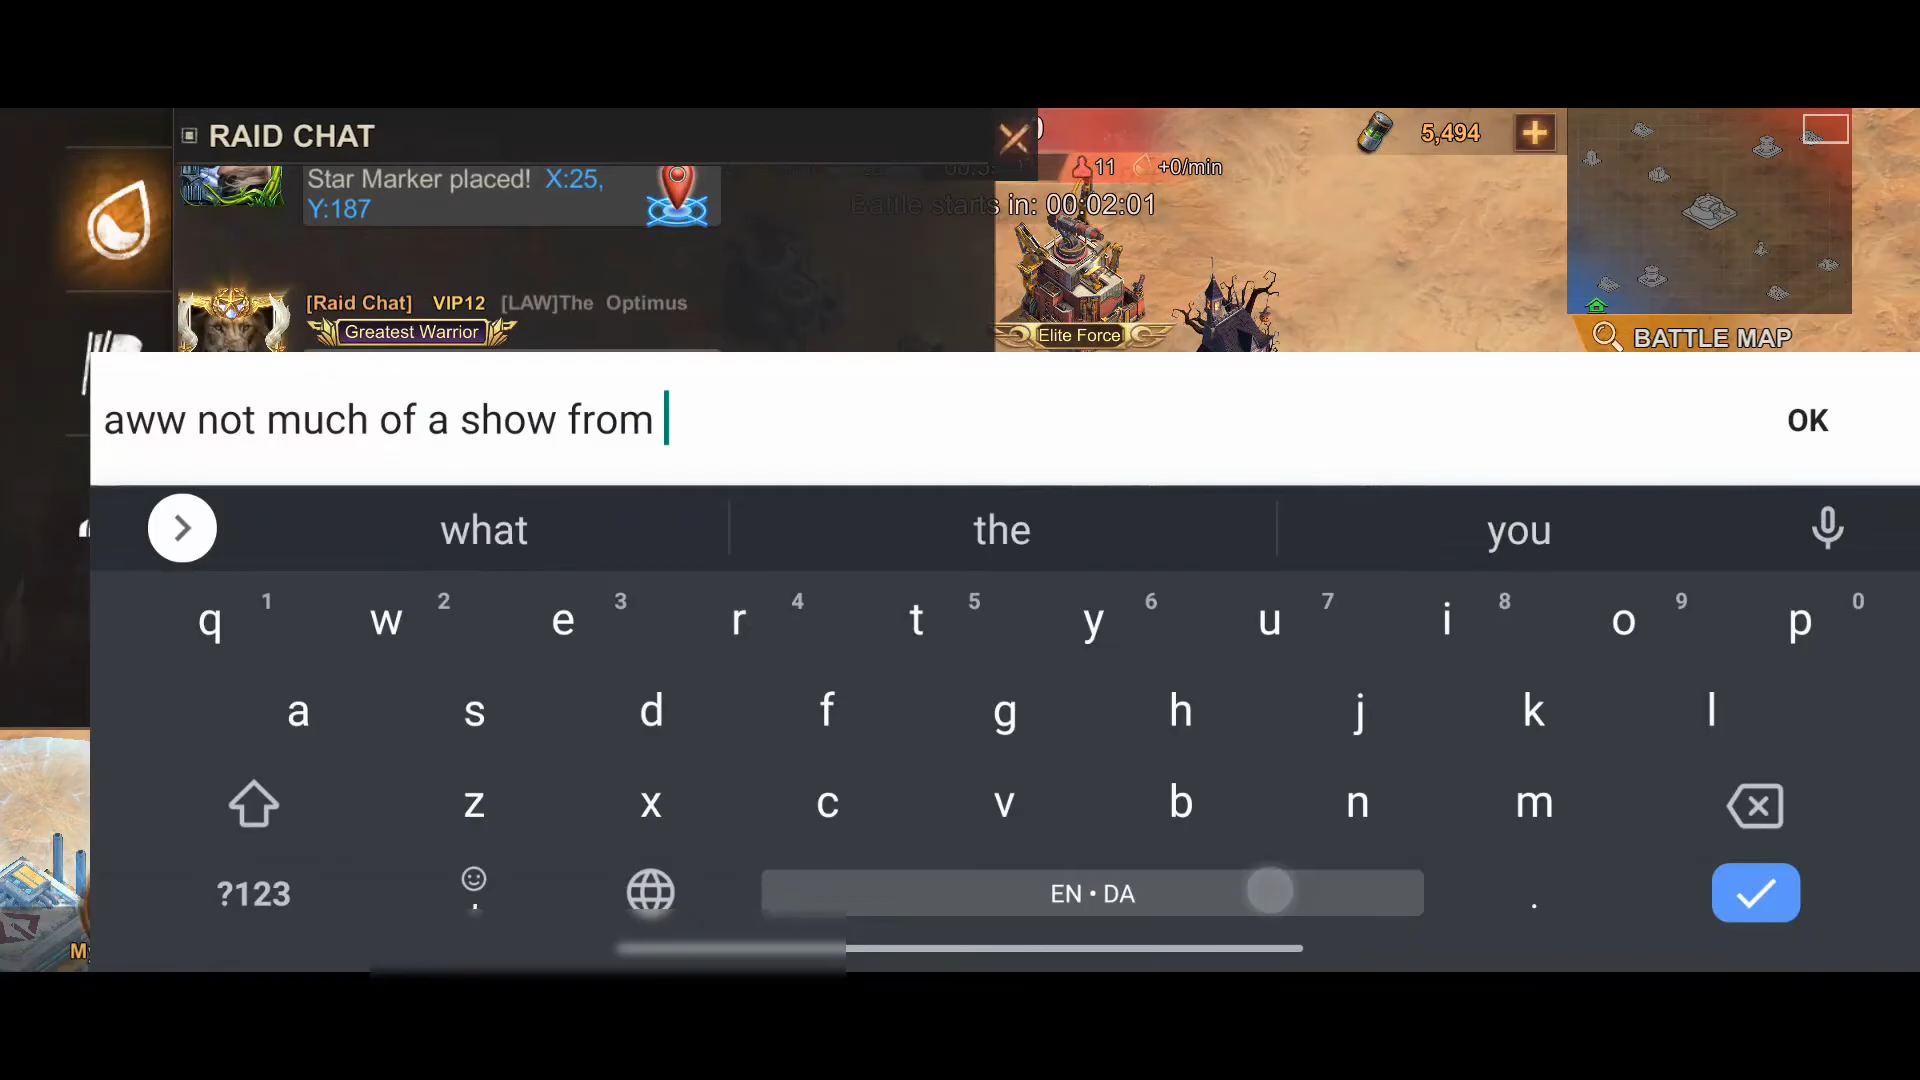 RAID CHAT
Star Marker placed! X:25,
Y:187
[Raid Chat] VIP12 [LAW]The Optimus
Greatest Warrior
11 +0/min
Battle starts in: 00:02:01
5,494
Elite Force
BATTLE MAP
aww not much of a show from
OK
what the you
q 1 w 2 e 3 r 4 t 5 y 6 u 7 i 8 o 9 p 0
a s d f g h j k l
z x c v b n m
?123 , EN • DA .